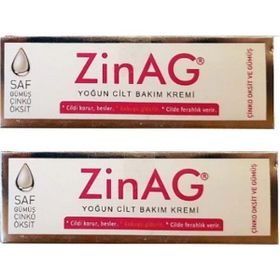 SAF
GÜMÜŞ
ÇİNKO
OKSİT
ZinAG®
YOĞUN CİLT BAKIM KREMİ
* Cildi korur, besler. * Cilde ferahlık verir.
ÇİNKO OKSİT VE GÜMÜŞ
SAF
GÜMÜŞ
ÇİNKO
OKSİT
ZinAG®
YOĞUN CİLT BAKIM KREMİ
* Cildi korur, besler. * Cilde ferahlık verir.
ÇİNKO OKSİT VE GÜMÜŞ